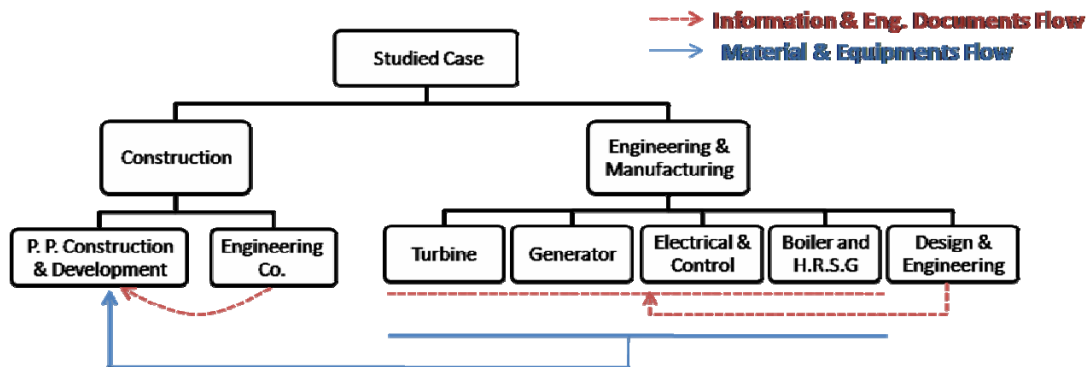 Information & Eng. Documents Flow
Material & Equipments Flow
Studied Case
Construction
Engineering &
Manufacturing
P. P. Construction
& Development
Engineering
Co.
Turbine
Generator
Electrical &
Control
Boiler and
H.R.S.G
Design &
Engineering